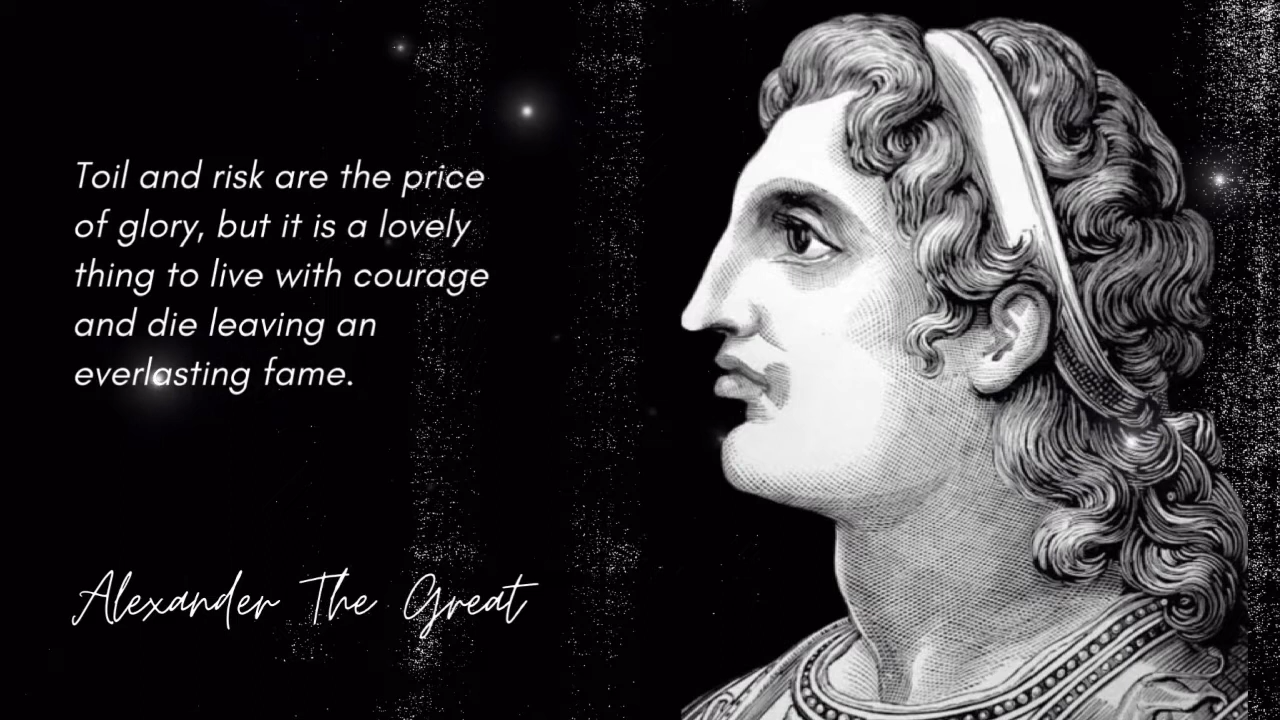 Toil and risk are the price
of glory, but it is a lovely
thing to live with courage
and die leaving an
everlasting fame.
Alexander The Great